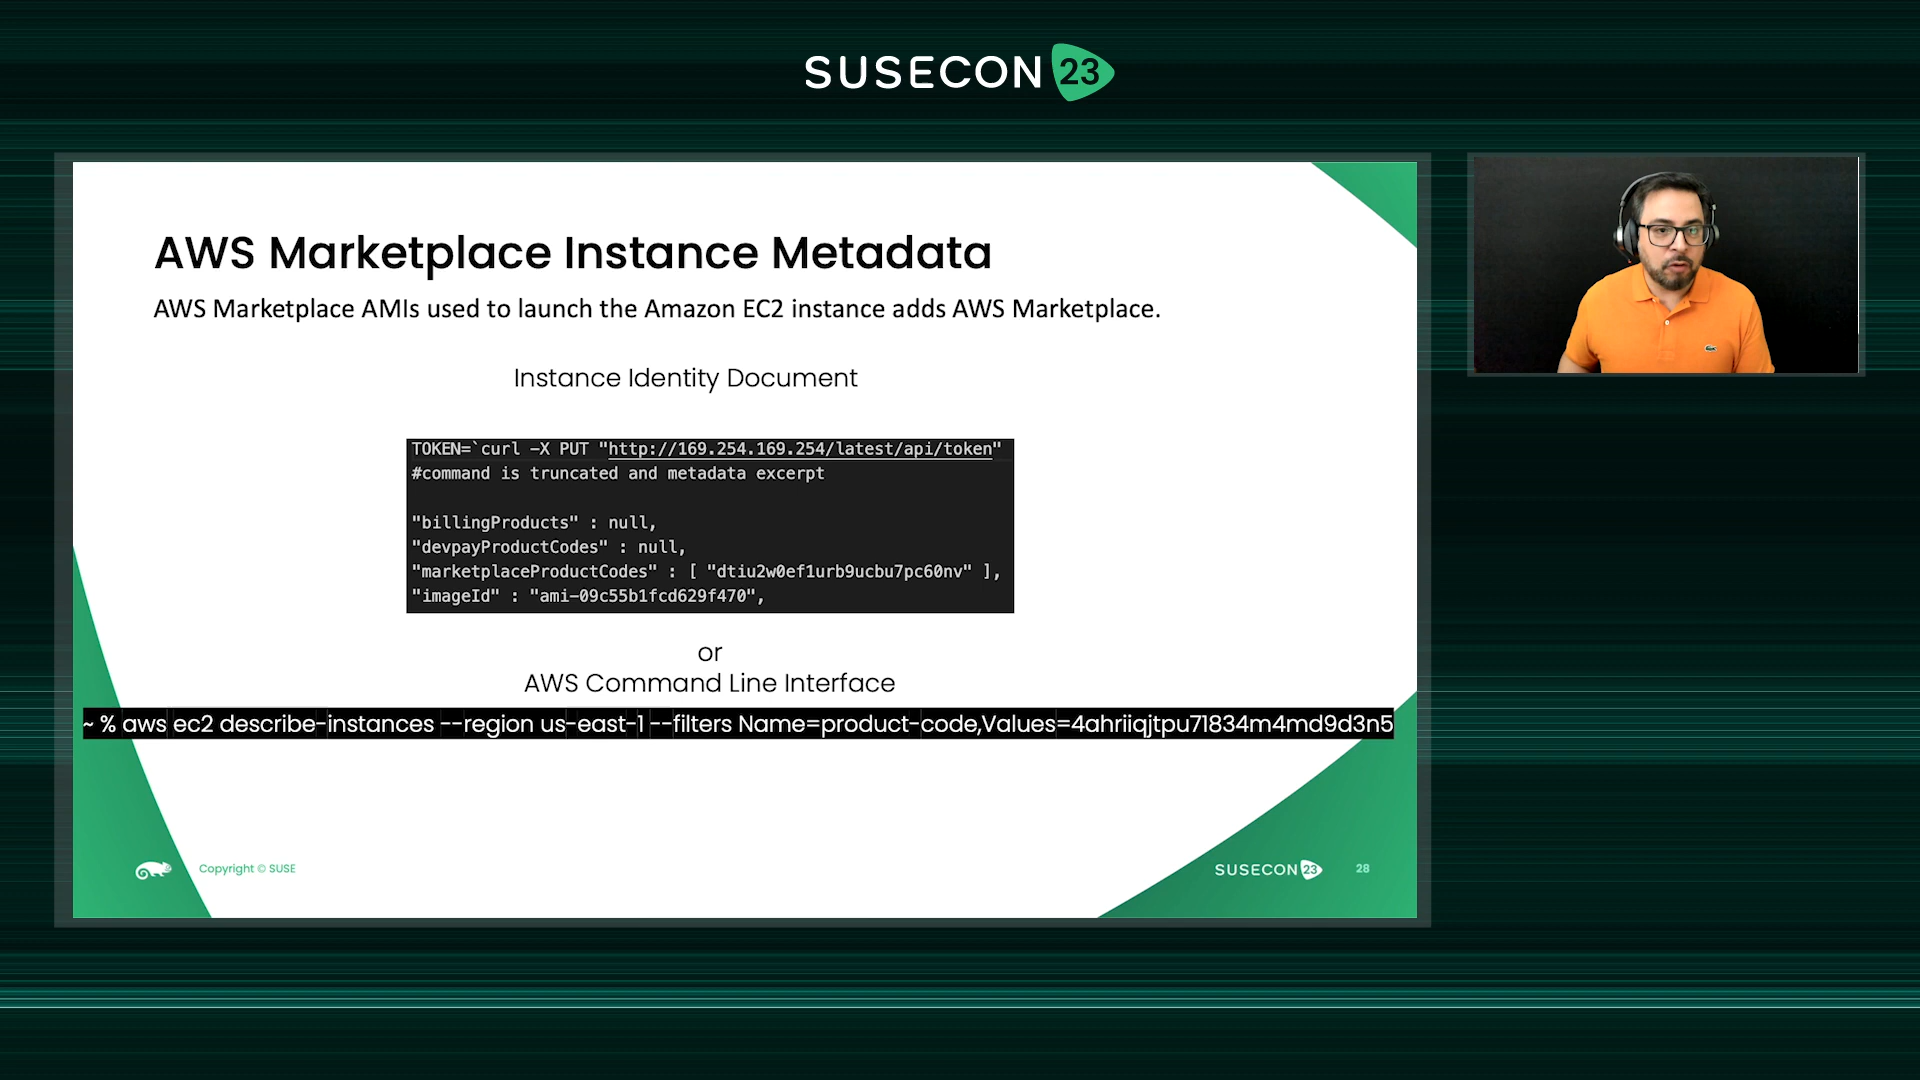 SUSECON 23
AWS Marketplace Instance Metadata
AWS Marketplace AMIs used to launch the Amazon EC2 instance adds AWS Marketplace.
Instance Identity Document
TOKEN=`curl -X PUT "http://169.254.169.254/latest/api/token"
#command is truncated and metadata excerpt
"billingProducts" : null,
"devpayProductCodes" : null,
"marketplaceProductCodes" : [ "dtiu2w0ef1urb9ucbu7pc60nv" ],
"imageId" : "ami-09c55b1fcd629f470",
or
AWS Command Line Interface
~ % aws ec2 describe-instances --region us-east-1 --filters Name=product-code,Values=4ahriiqjtpu71834m4md9d3n5
Copyright © SUSE
SUSECON 23
28